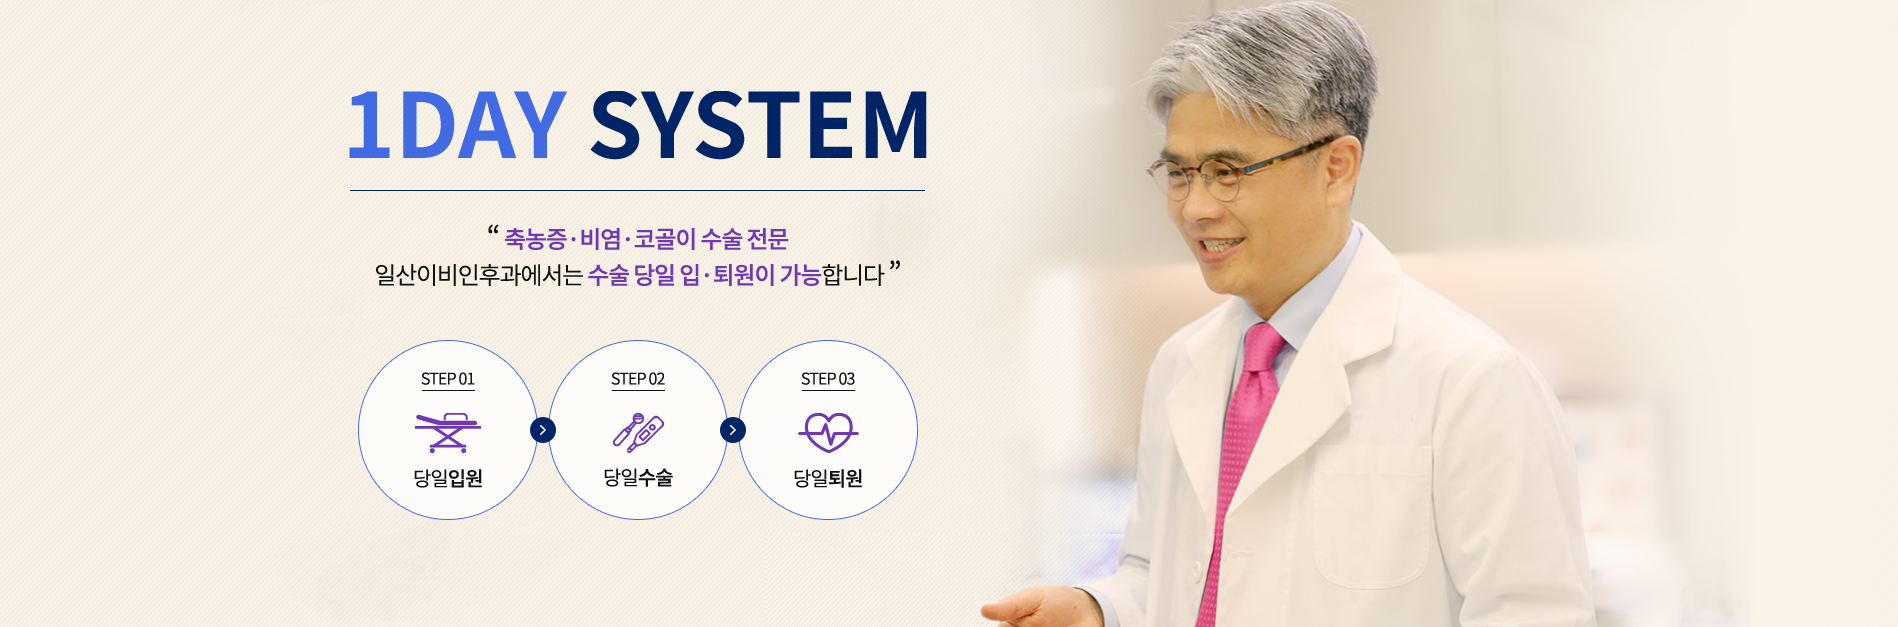 1DAY SYSTEM
“ 축농증·비염·코골이 수술 전문
일산이비인후과에서는 수술 당일 입·퇴원이 가능합니다 ”
STEP 01
당일입원
STEP 02
당일수술
STEP 03
당일퇴원